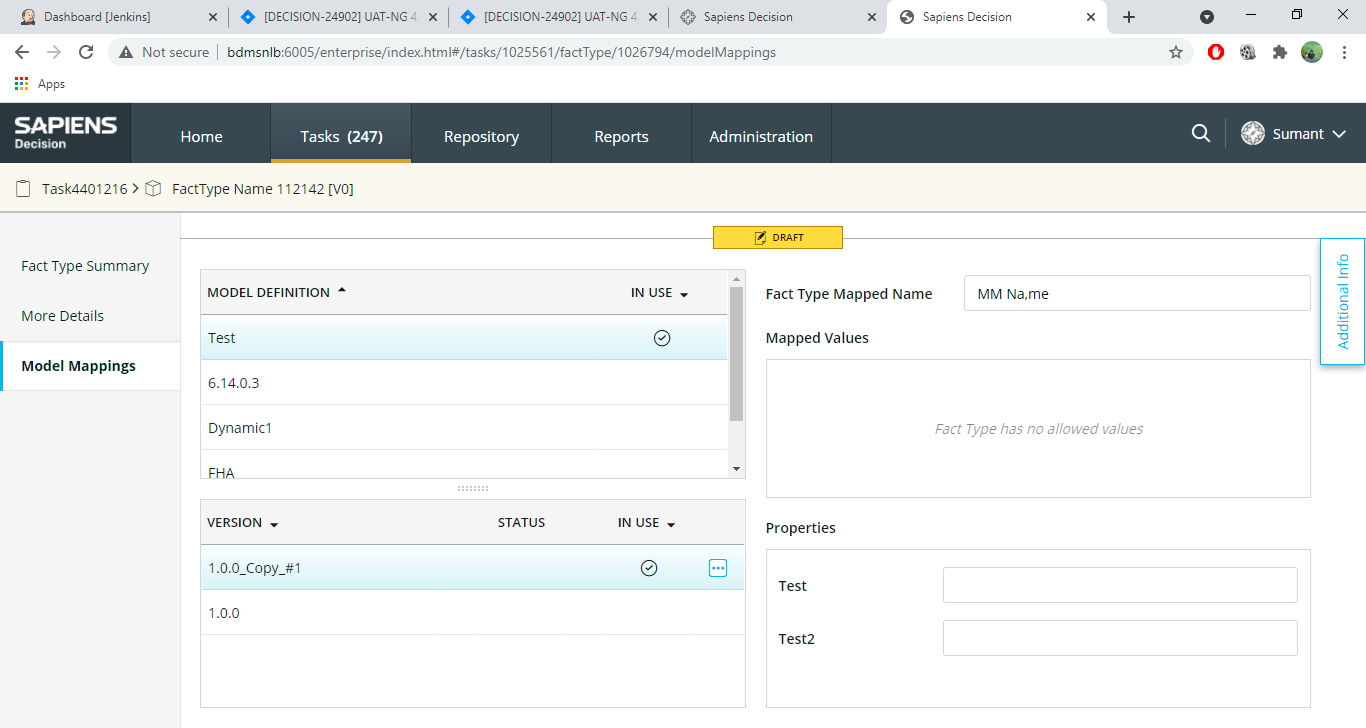 Dashboard [Jenkins]
[DECISION-24902] UAT-NG 4.
[DECISION-24902] UAT-NG 4.
Sapiens Decision
Sapiens Decision
Not secure
bdmsnlb:6005/enterprise/index.html#/tasks/1025561/factType/1026794/modelMappings
Apps
SAPIENS
Decision
Home
Tasks (247)
Repository
Reports
Administration
Sumant
Task4401216
FactType Name 112142 [V0]
DRAFT
Fact Type Summary
More Details
Model Mappings
MODEL DEFINITION
IN USE
Test
6.14.0.3
Dynamic1
FHA
VERSION
STATUS
IN USE
1.0.0_Copy_#1
1.0.0
Fact Type Mapped Name
MM Na,me
Mapped Values
Fact Type has no allowed values
Properties
Test
Test2
Additional Info